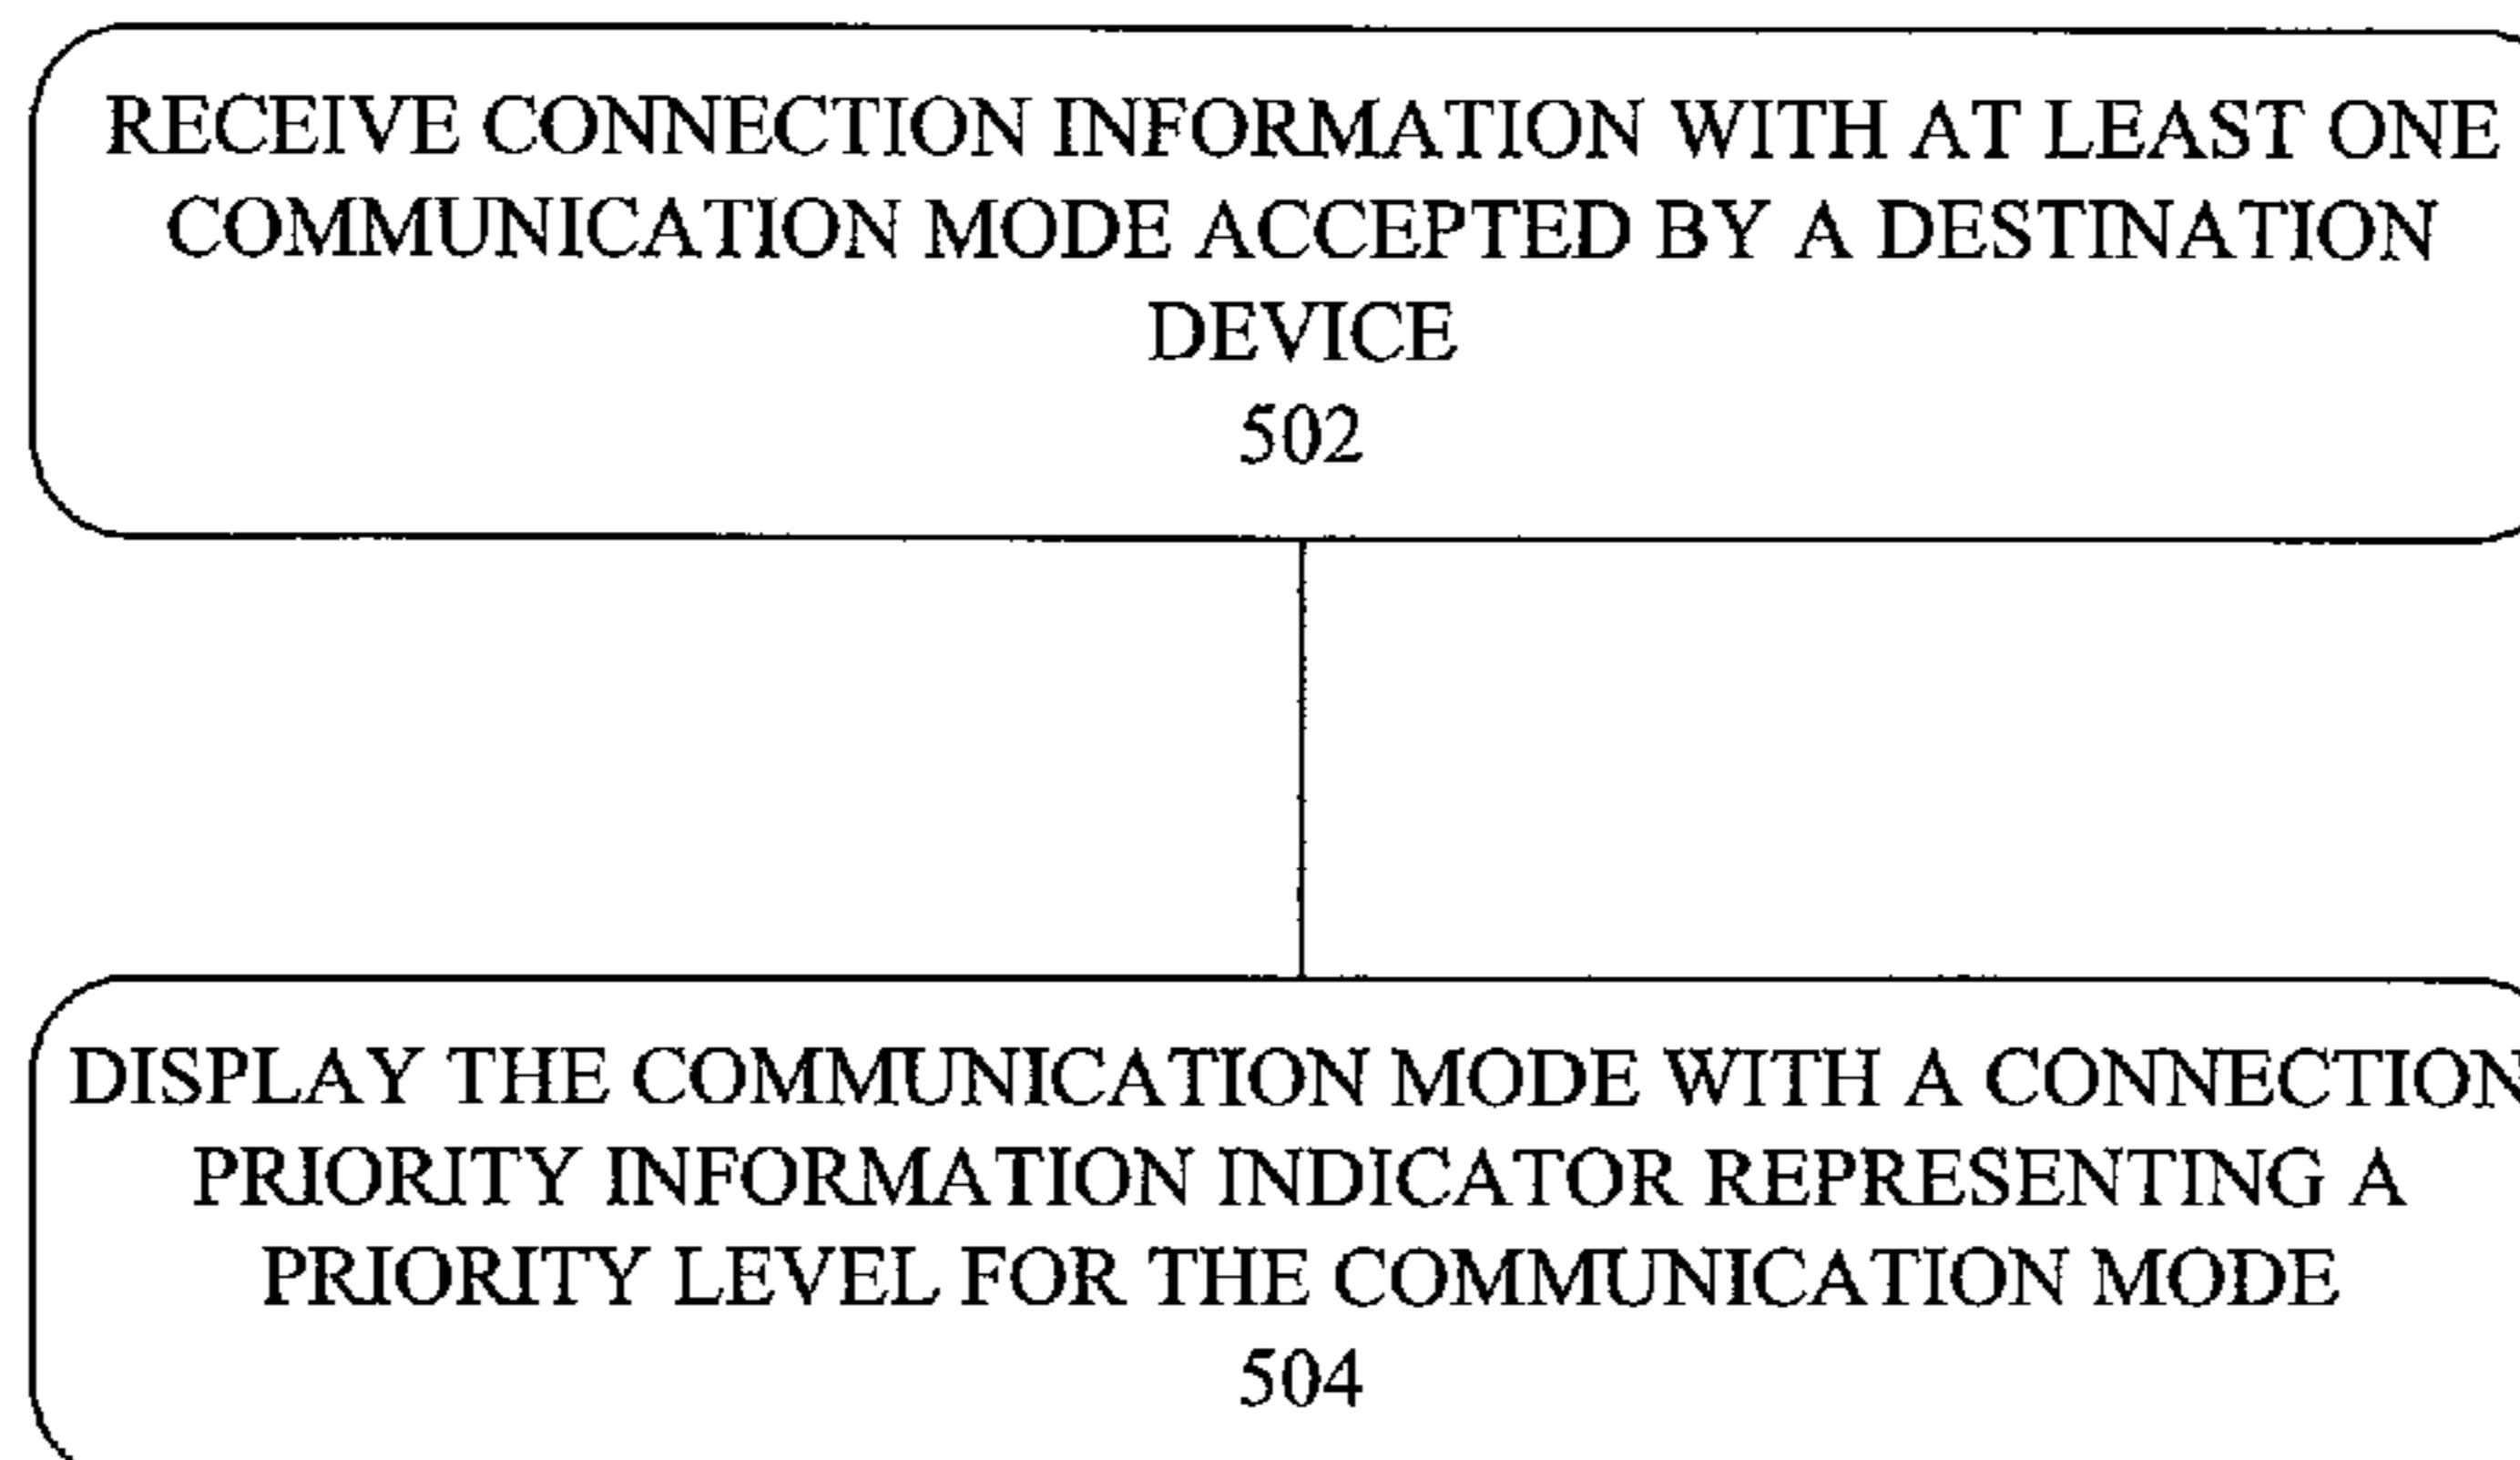 RECEIVE CONNECTION INFORMATION WITH AT LEAST ONE
COMMUNICATION MODE ACCEPTED BY A DESTINATION
DEVICE
502
DISPLAY THE COMMUNICATION MODE WITH A CONNECTION
PRIORITY INFORMATION INDICATOR REPRESENTING A
PRIORITY LEVEL FOR THE COMMUNICATION MODE
504